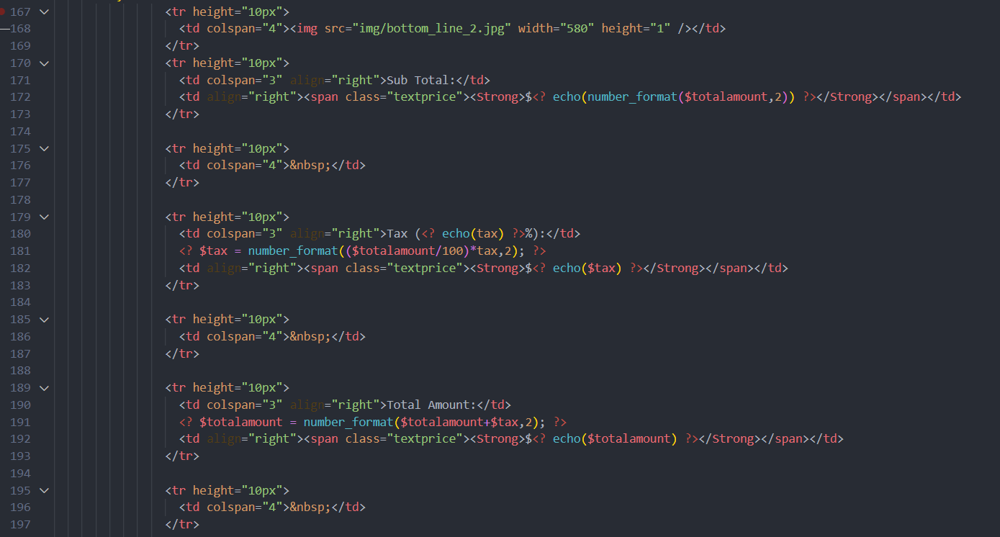 167 <tr height="10px">
168 <td colspan="4"><img src="img/bottom_line_2.jpg" width="580" height="1" /></td>
169 </tr>
170 <tr height="10px">
171 <td colspan="3" align="right">Sub Total:</td>
172 <td align="right"><span class="textprice"><Strong>$<? echo(number_format($totalamount,2)) ?></Strong></span></td>
173 </tr>
174
175 <tr height="10px">
176 <td colspan="4">&nbsp;</td>
177 </tr>
178
179 <tr height="10px">
180 <td colspan="3" align="right">Tax (<? echo(tax) ?>%):</td>
181 <? $tax = number_format(($totalamount/100)*tax,2); ?>
182 <td align="right"><span class="textprice"><Strong>$<? echo($tax) ?></Strong></span></td>
183 </tr>
184
185 <tr height="10px">
186 <td colspan="4">&nbsp;</td>
187 </tr>
188
189 <tr height="10px">
190 <td colspan="3" align="right">Total Amount:</td>
191 <? $totalamount = number_format($totalamount+$tax,2); ?>
192 <td align="right"><span class="textprice"><Strong>$<? echo($totalamount) ?></Strong></span></td>
193 </tr>
194
195 <tr height="10px">
196 <td colspan="4">&nbsp;</td>
197 </tr>